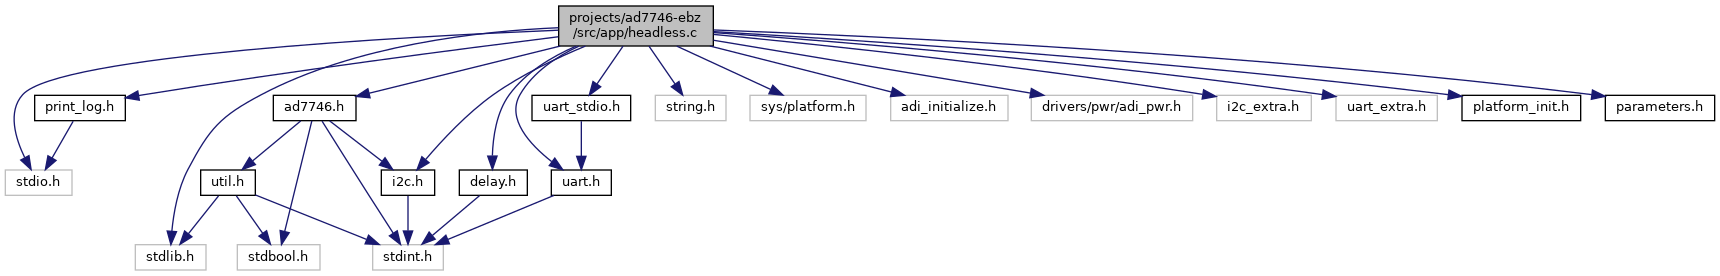 projects/ad7746-ebz
/src/app/headless.c
print_log.h
ad7746.h
uart_stdio.h
string.h
sys/platform.h
adi_initialize.h
drivers/pwr/adi_pwr.h
i2c_extra.h
uart_extra.h
platform_init.h
parameters.h
stdio.h
util.h
i2c.h
delay.h
uart.h
stdlib.h
stdbool.h
stdint.h